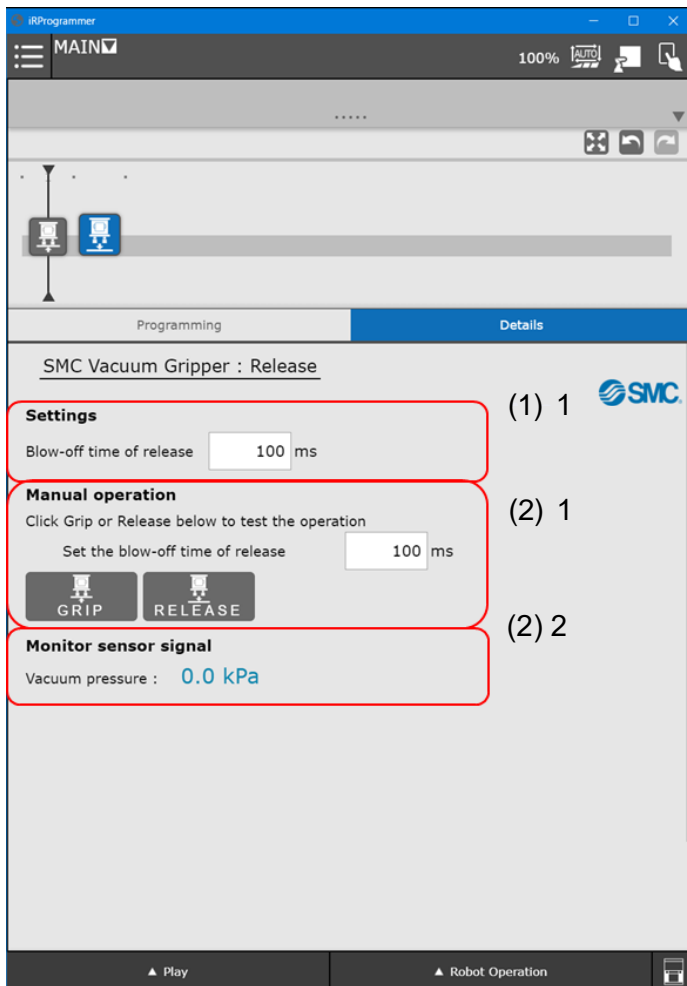 iRProgrammer
MAIN
100% AUTO
Programming Details
SMC Vacuum Gripper : Release
SMC.
(1) 1
Settings
Blow-off time of release 100 ms
(2) 1
Manual operation
Click Grip or Release below to test the operation
Set the blow-off time of release 100 ms
GRIP RELEASE
(2) 2
Monitor sensor signal
Vacuum pressure : 0.0 kPa
▲ Play ▲ Robot Operation